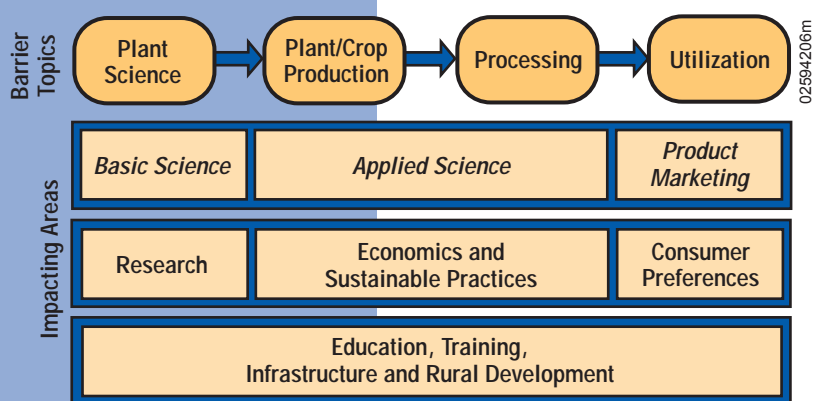 Barrier
Topics
Plant
Science
Plant/Crop
Production
Processing
Utilization
02594206m
Impacting Areas
Basic Science
Applied Science
Product
Marketing
Research
Economics and
Sustainable Practices
Consumer
Preferences
Education, Training,
Infrastructure and Rural Development